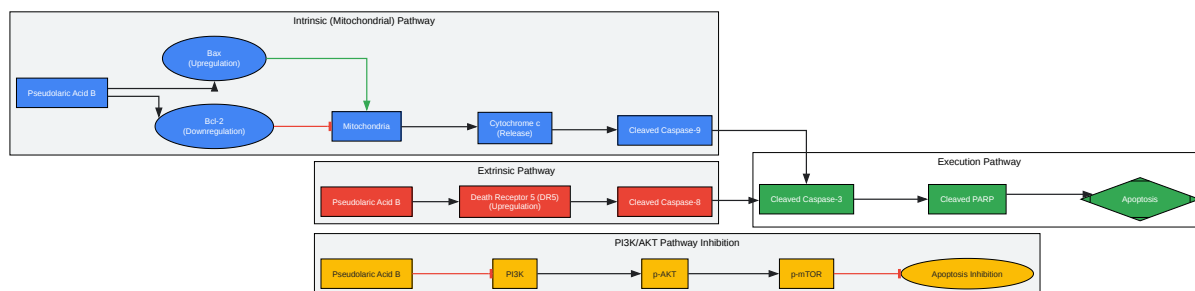 Intrinsic (Mitochondrial) Pathway
Bax
(Upregulation)
Pseudolaric Acid B
Bcl-2
(Downregulation)
Mitochondria
Cytochrome c
(Release)
Cleaved Caspase-9
Extrinsic Pathway
Pseudolaric Acid B
Death Receptor 5 (DR5)
(Upregulation)
Cleaved Caspase-8
Execution Pathway
Cleaved Caspase-3
Cleaved PARP
Apoptosis
PI3K/AKT Pathway Inhibition
Pseudolaric Acid B
PI3K
p-AKT
p-mTOR
Apoptosis Inhibition